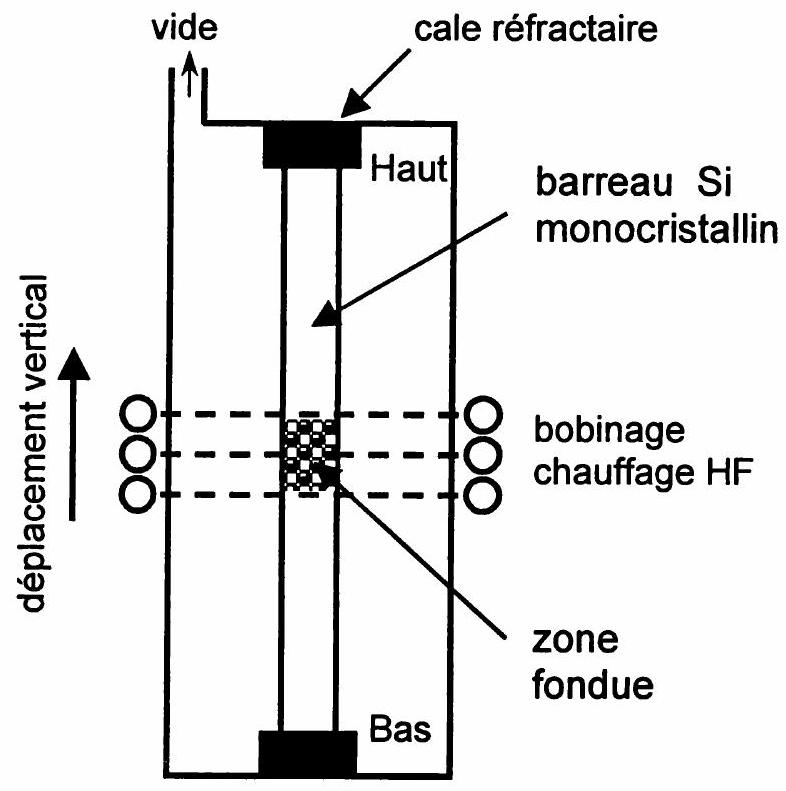 vide
cale réfractaire
Haut
barreau Si
monocristallin
déplacement vertical
bobinage
chauffage HF
zone
fondue
Bas